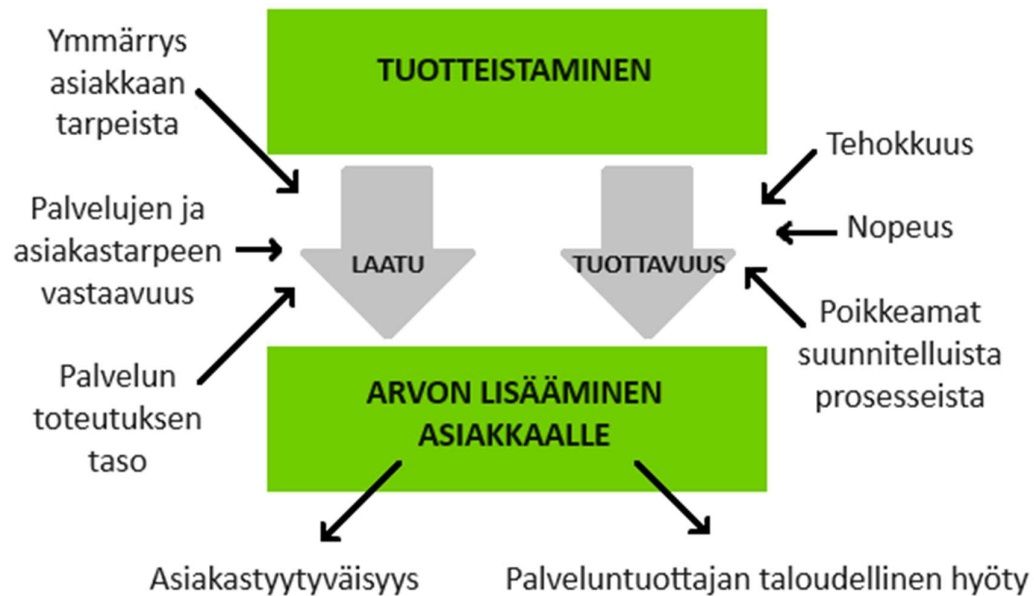 TUOTTEISTAMINEN
Ymmärrys
asiakkaan
tarpeista
Palvelujen ja
asiakastarpeen
vastaavuus
Palvelun
toteutuksen
taso
LAATU
TUOTTAVUUS
Tehokkuus
Nopeus
Poikkeamat
suunnitelluista
prosesseista
ARVON LISÄÄMINEN
ASIAKKAALLE
Asiakastyytyväisyys
Palveluntuottajan taloudellinen hyöty